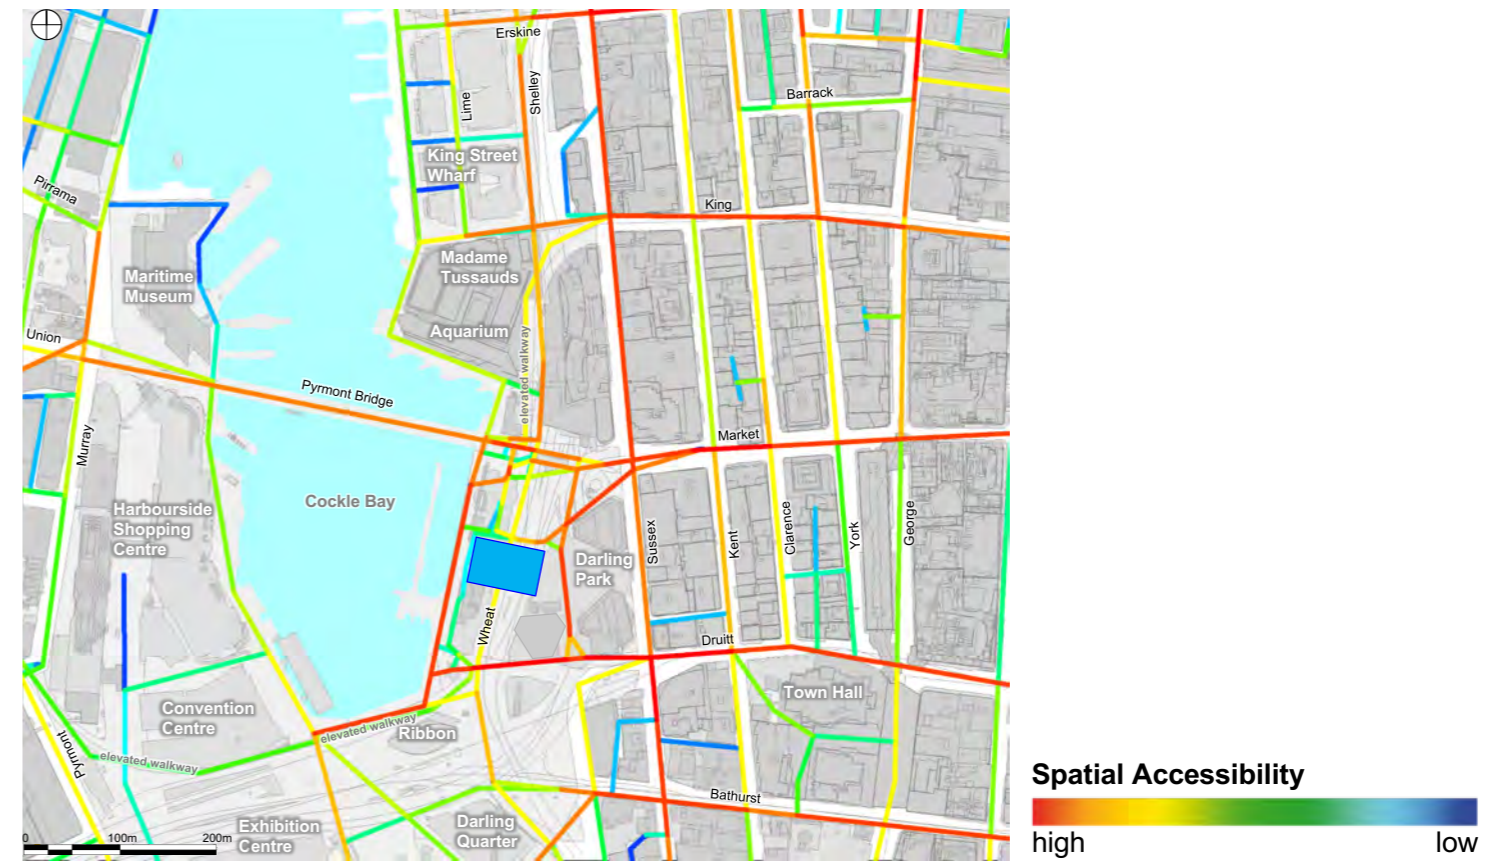 Erskine
Shelley
Lime
Barrack
King Street
Wharf
Pirrama
King
Madame
Tussauds
Maritime
Museum
Aquarium
Union
elevated walkway
Pyrmont Bridge
Murray
Market
Cockle Bay
Harbourside
Shopping
Centre
Sussex
Kent
Clarence
York
George
Darling
Park
Wheat
Druitt
Town Hall
Convention
Centre
elevated walkway
Ribbon
Pyrmont
elevated walkway
Bathurst
0 100m 200m
Exhibition
Centre
Darling
Quarter
Spatial Accessibility
high low